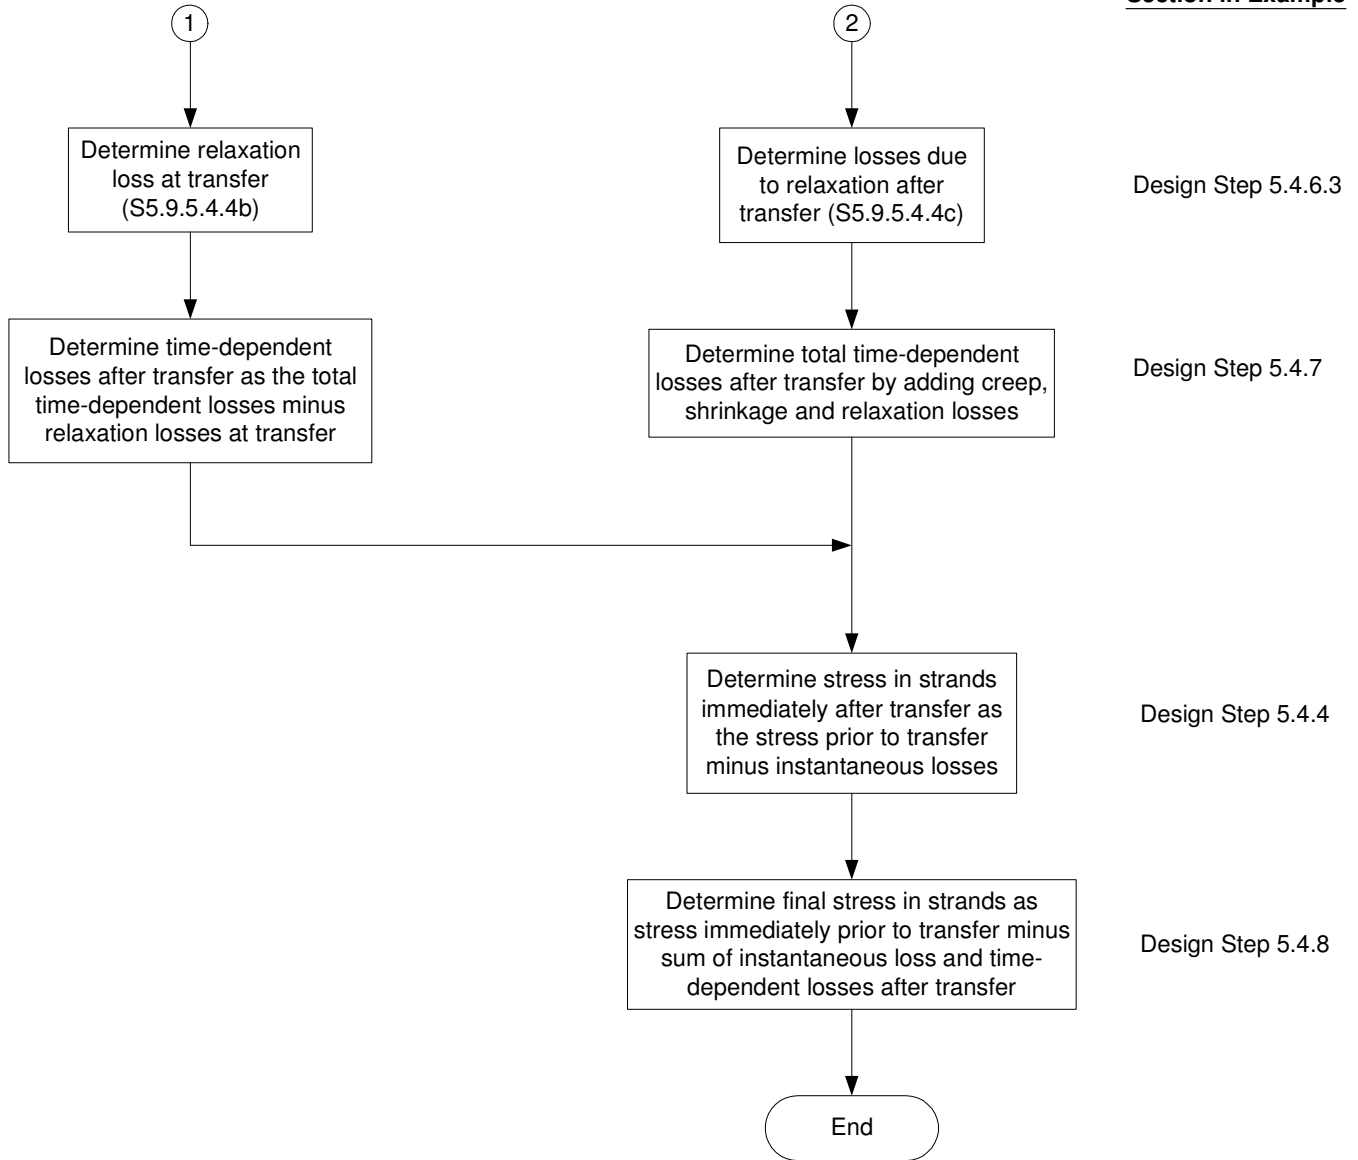 Section in Example
1
2
Determine relaxation
loss at transfer
(S5.9.5.4.4b)
Determine losses due
to relaxation after
transfer (S5.9.5.4.4c)
Design Step 5.4.6.3
Determine time-dependent
losses after transfer as the total
time-dependent losses minus
relaxation losses at transfer
Determine total time-dependent
losses after transfer by adding creep,
shrinkage and relaxation losses
Design Step 5.4.7
Determine stress in strands
immediately after transfer as
the stress prior to transfer
minus instantaneous losses
Design Step 5.4.4
Determine final stress in strands as
stress immediately prior to transfer minus
sum of instantaneous loss and time-
dependent losses after transfer
Design Step 5.4.8
End